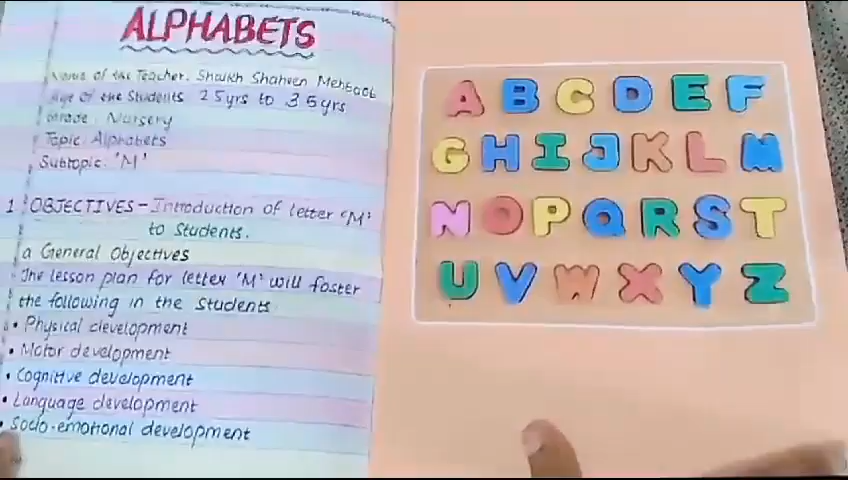 ALPHABETS
Name of the Teacher: Shaikh Shaheen Mehboob
Age of the Students: 2.5yrs to 3.5yrs
Grade: Nursery
Topic: Alphabets
Subtopic: 'M'
1 OBJECTIVES - Introduction of letter 'M'
to Students.
a General Objectives
The lesson plan for letter 'M' will foster
the following in the students
• Physical development
• Motor development
• Cognitive development
• Language development
• Socio-emotional development
A B C D E F
G H I J K L M
N O P Q R S T
U V W X Y Z